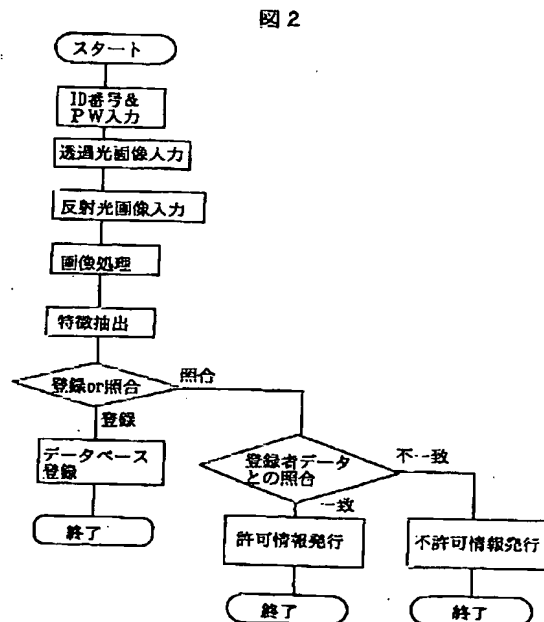 図２
スタート
ID番号&
ＰＷ入力
透過光画像入力
反射光画像入力
画像処理
特徴抽出
登録or照合
照合
登録
データベース
登録
終了
登録者データ
との照合
不一致
一致
許可情報発行
不許可情報発行
終了
終了